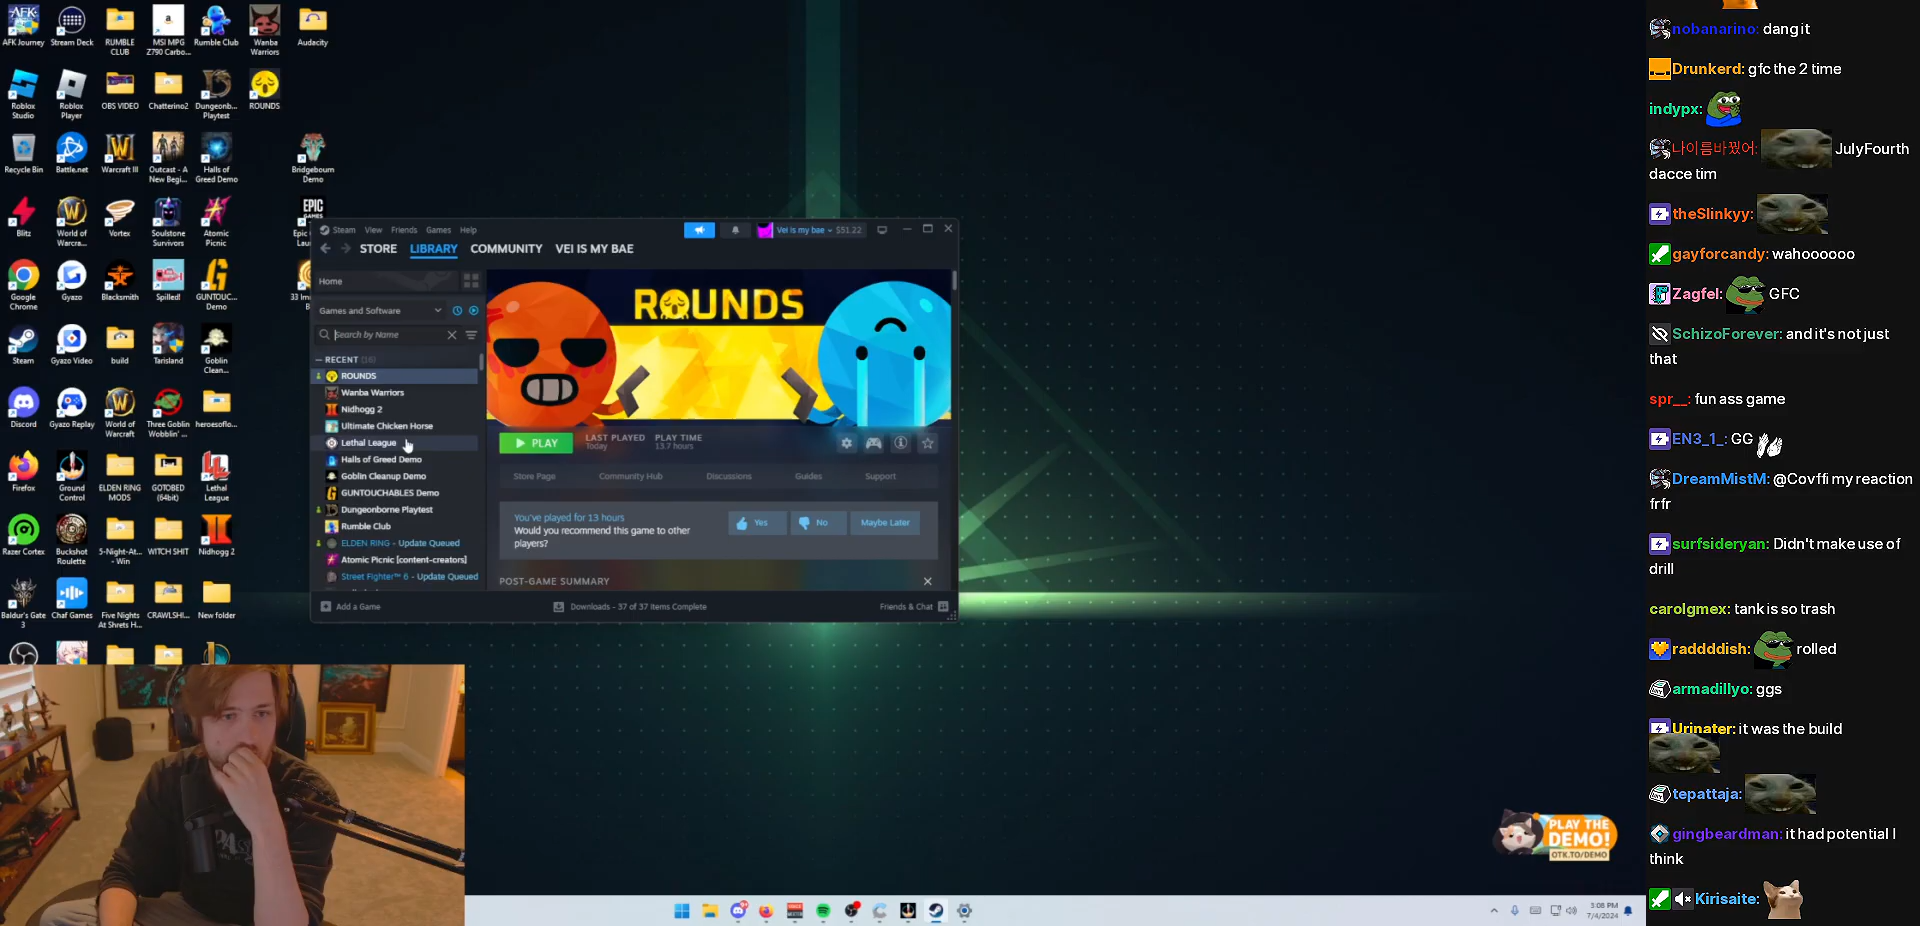 AFK Journey
Stream Deck
RUMBLE CLUB
MSI MPG Z790 Carbo...
Rumble Club
Wanba Warriors
Audacity
Roblox Studio
Roblox Player
OBS VIDEO
Chatterino2
Dungeonb... Playtest
ROUNDS
Recycle Bin
Battle.net
Warcraft III
Outcast - A New Begi...
Halls of Greed Demo
Bridgebourn Demo
Blitz
World of Warcra...
Vortex
Soulstone Survivors
Atomic Picnic
EPIC GAMES
Google Chrome
Gyazo
Blacksmith
Spilled!
GUNTOUC... Demo
Steam
Gyazo Video
build
Tarisland
Goblin Clean...
Discord
Gyazo Replay
World of Warcraft
Three Goblin Wobblin' ...
heroesoflo...
Firefox
Ground Control
ELDEN RING MODS
GOTOBED (64bit)
Lethal League
Razer Cortex
Buckshot Roulette
5-Night-At... - Win
WITCH SHIT
Nidhogg 2
Baldur's Gate 3
Chaf Games
Five Nights At Shrets H...
CRAWLSHI...
New folder
Steam View Friends Games Help
Vei is my bae $51.22
STORE LIBRARY COMMUNITY VEI IS MY BAE
Home
Games and Software
Search by Name
RECENT
ROUNDS
Wanba Warriors
Nidhogg 2
Ultimate Chicken Horse
Lethal League
Halls of Greed Demo
Goblin Cleanup Demo
GUNTOUCHABLES Demo
Dungeonborne Playtest
Rumble Club
ELDEN RING - Update Queued
Atomic Picnic [content-creators]
Street Fighter™ 6 - Update Queued
ROUNDS
PLAY
LAST PLAYED
Today
PLAY TIME
13.7 hours
Store Page Community Hub Discussions Guides Support
You've played for 13 hours
Would you recommend this game to other
players?
Yes No Maybe Later
POST-GAME SUMMARY
Add a Game
Downloads - 37 of 37 Items Complete
Friends & Chat
PLAY THE DEMO!
OTK.TO/DEMO
3:08 PM
7/4/2024
nobanarino: dang it
Drunkerd: gfc the 2 time
indypx:
나이름바꿨어: JulyFourth
dacce tim
theSlinkyy:
gayforcandy: wahoooooo
Zagfel: GFC
SchizoForever: and it's not just
that
spr__: fun ass game
EN3_1_: GG
DreamMistM: @Covffi my reaction
frfr
surfsideryan: Didn't make use of
drill
carolgmex: tank is so trash
raddddish: rolled
armadillyo: ggs
Urinater: it was the build
tepattaja:
gingbeardman: it had potential I
think
Kirisaite: